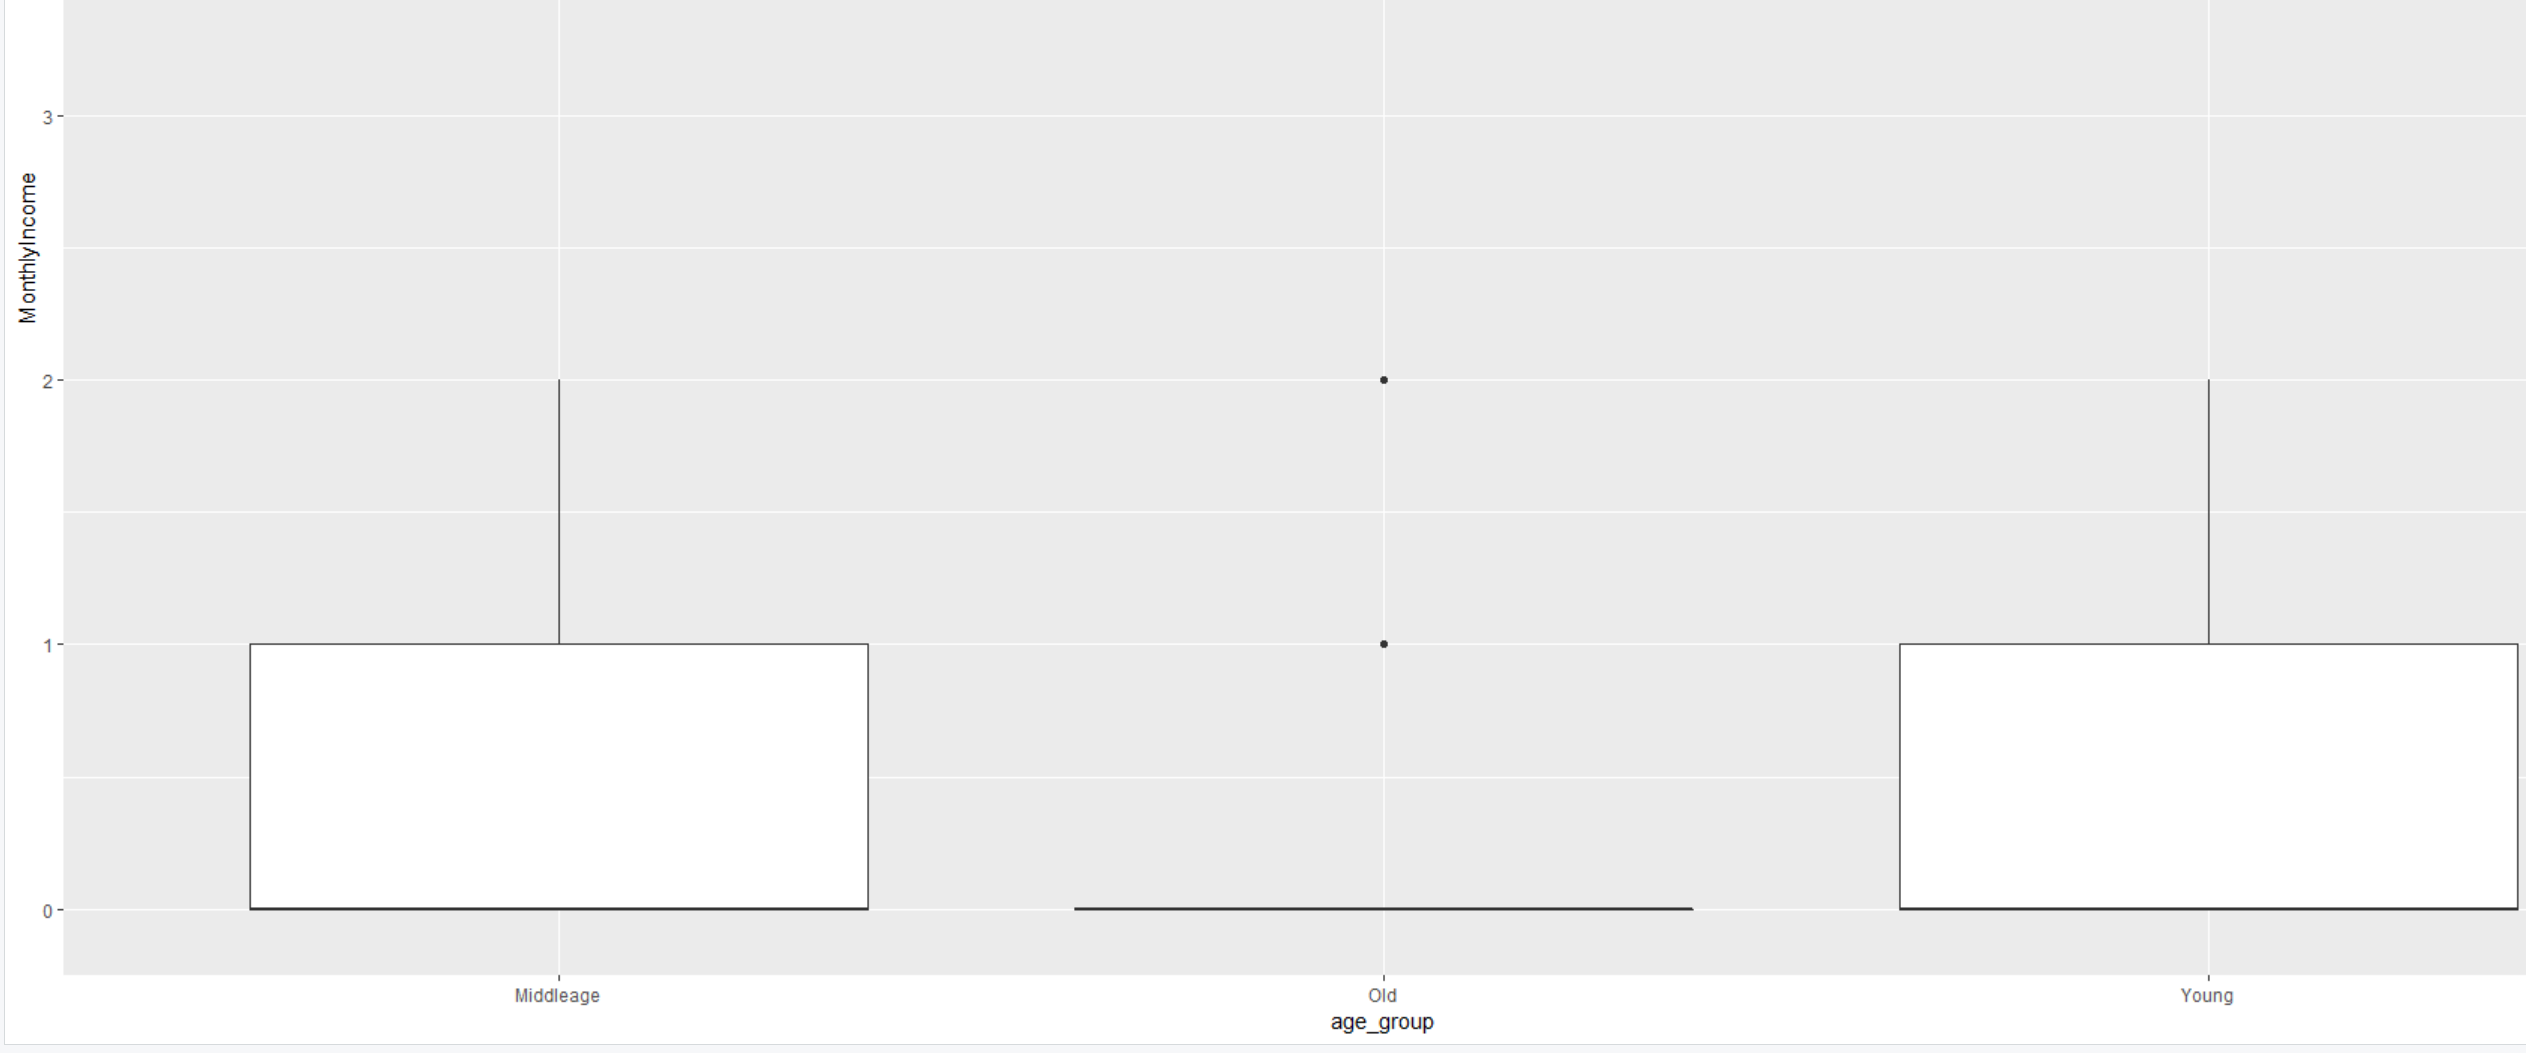 MonthlyIncome
3
2
1
0
Middleage
Old
Young
age_group